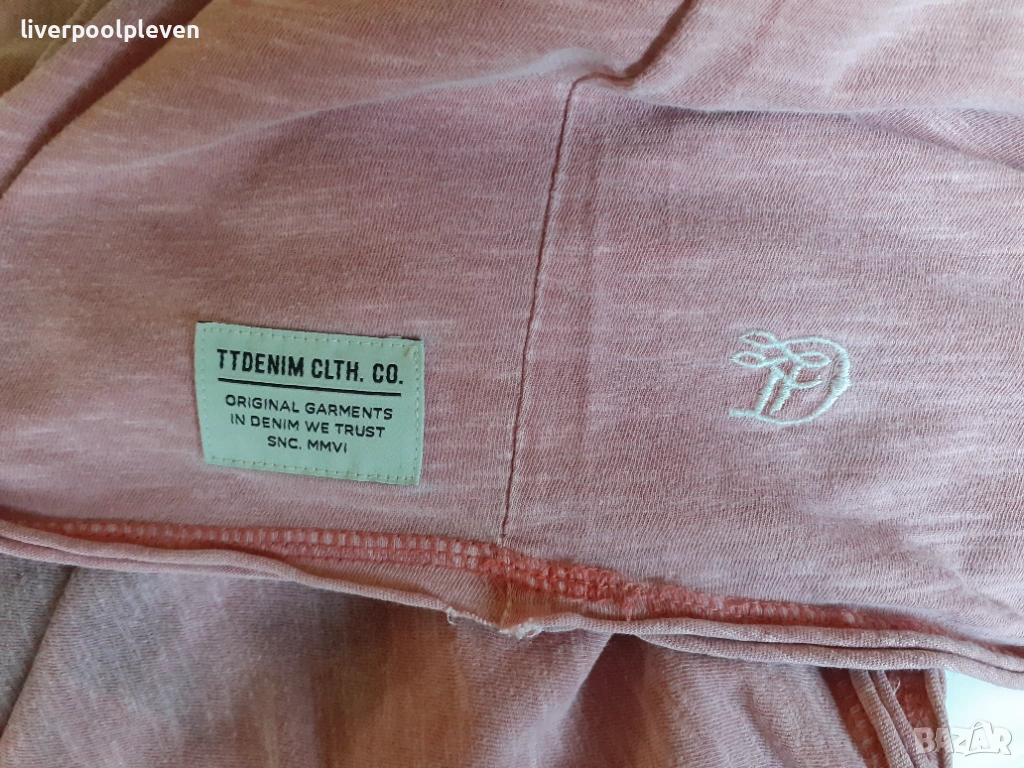 liverpoolpleven
TTDENIM CLTH. CO.
ORIGINAL GARMENTS
IN DENIM WE TRUST
SNC. MMVI
BAZAR